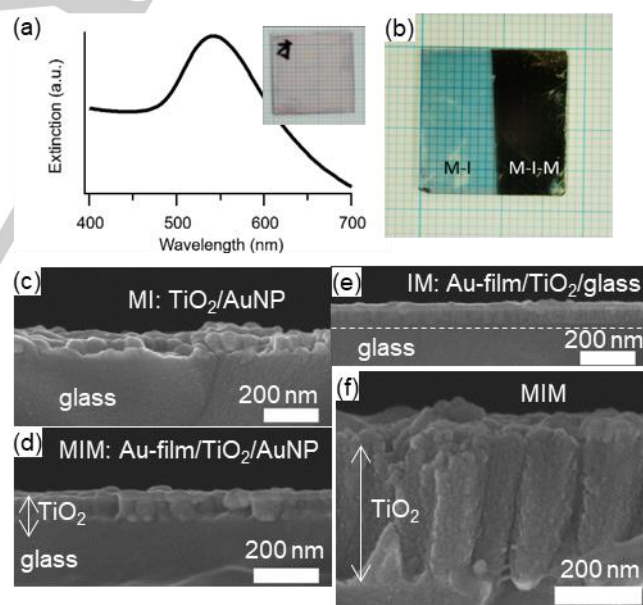 (a)
Extinction (a.u.)
400 500 600 700
Wavelength (nm)
(b)
M-I M-I-M
(c)
MI: TiO₂/AuNP
glass
200 nm
(d)
MIM: Au-film/TiO₂/AuNP
TiO₂
glass
200 nm
(e)
IM: Au-film/TiO₂/glass
glass
200 nm
(f)
MIM
TiO₂
200 nm